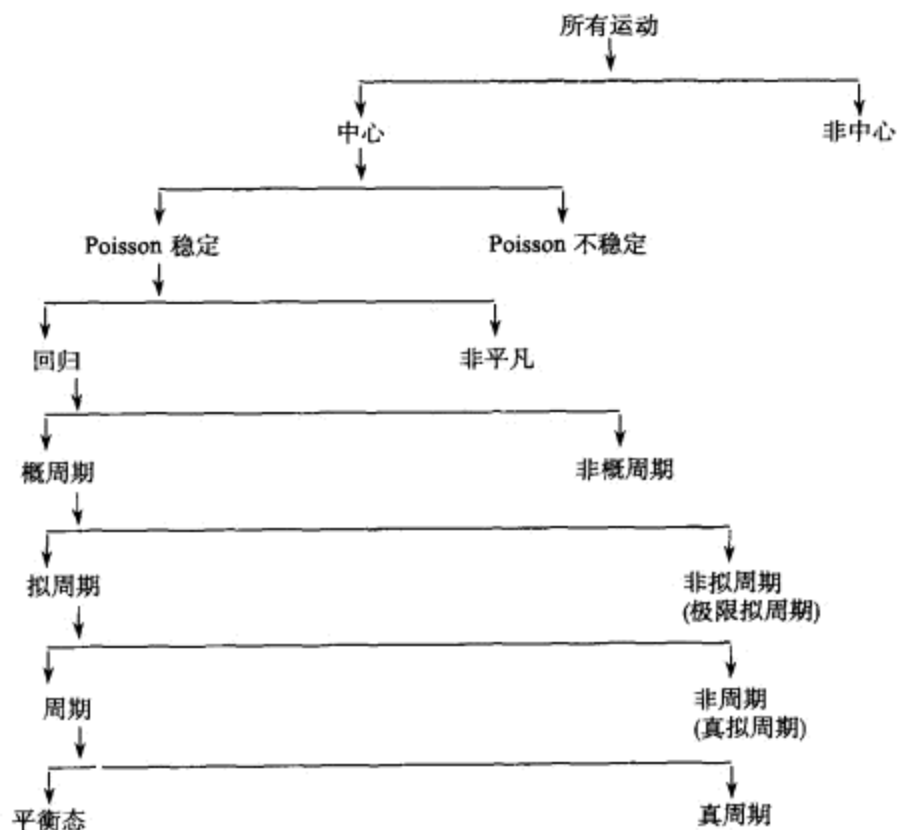 所有运动
中心
非中心
Poisson 稳定
Poisson 不稳定
回归
非平凡
概周期
非概周期
拟周期
非拟周期
(极限拟周期)
周期
非周期
(真拟周期)
平衡态
真周期